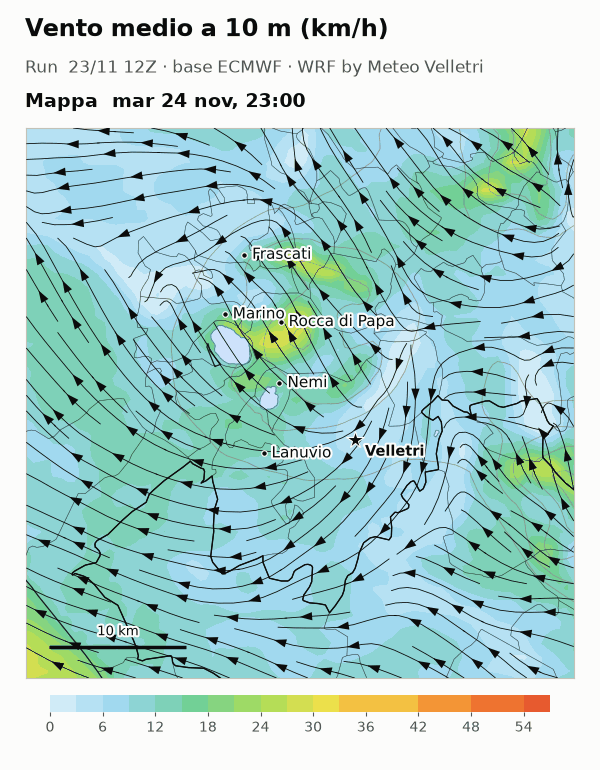 Vento medio a 10 m (km/h)
Run  23/11 12Z · base ECMWF · WRF by Meteo Velletri
Mappa  mar 24 nov, 23:00
Frascati
Marino
Rocca di Papa
Nemi
Velletri
Lanuvio
10 km
0 6 12 18 24 30 36 42 48 54